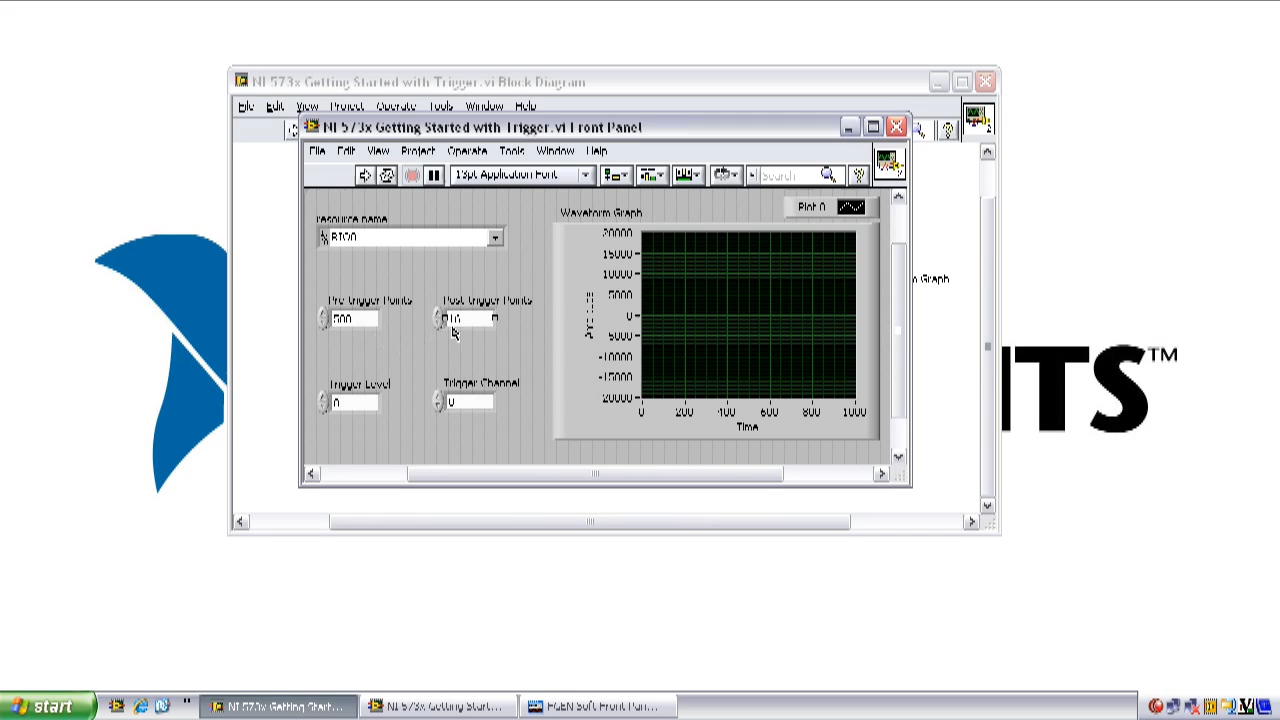 NI 573x Getting Started with Trigger.vi Block Diagram
File Edit View Project Operate Tools Window Help
NI 573x Getting Started with Trigger.vi Front Panel
File Edit View Project Operate Tools Window Help
13pt Application Font
Search
resource name
RIO0
Waveform Graph
Plot 0
Pre trigger Points
500
Post trigger Points
10
Trigger Level
0
Trigger Channel
0
20000
15000
10000
5000
0
-5000
-10000
-15000
-20000
Amplitude
0 200 400 600 800 1000
Time
Graph
NTS™
start
NI 573x Getting Start...
NI 573x Getting Start...
FGEN Soft Front Pan...